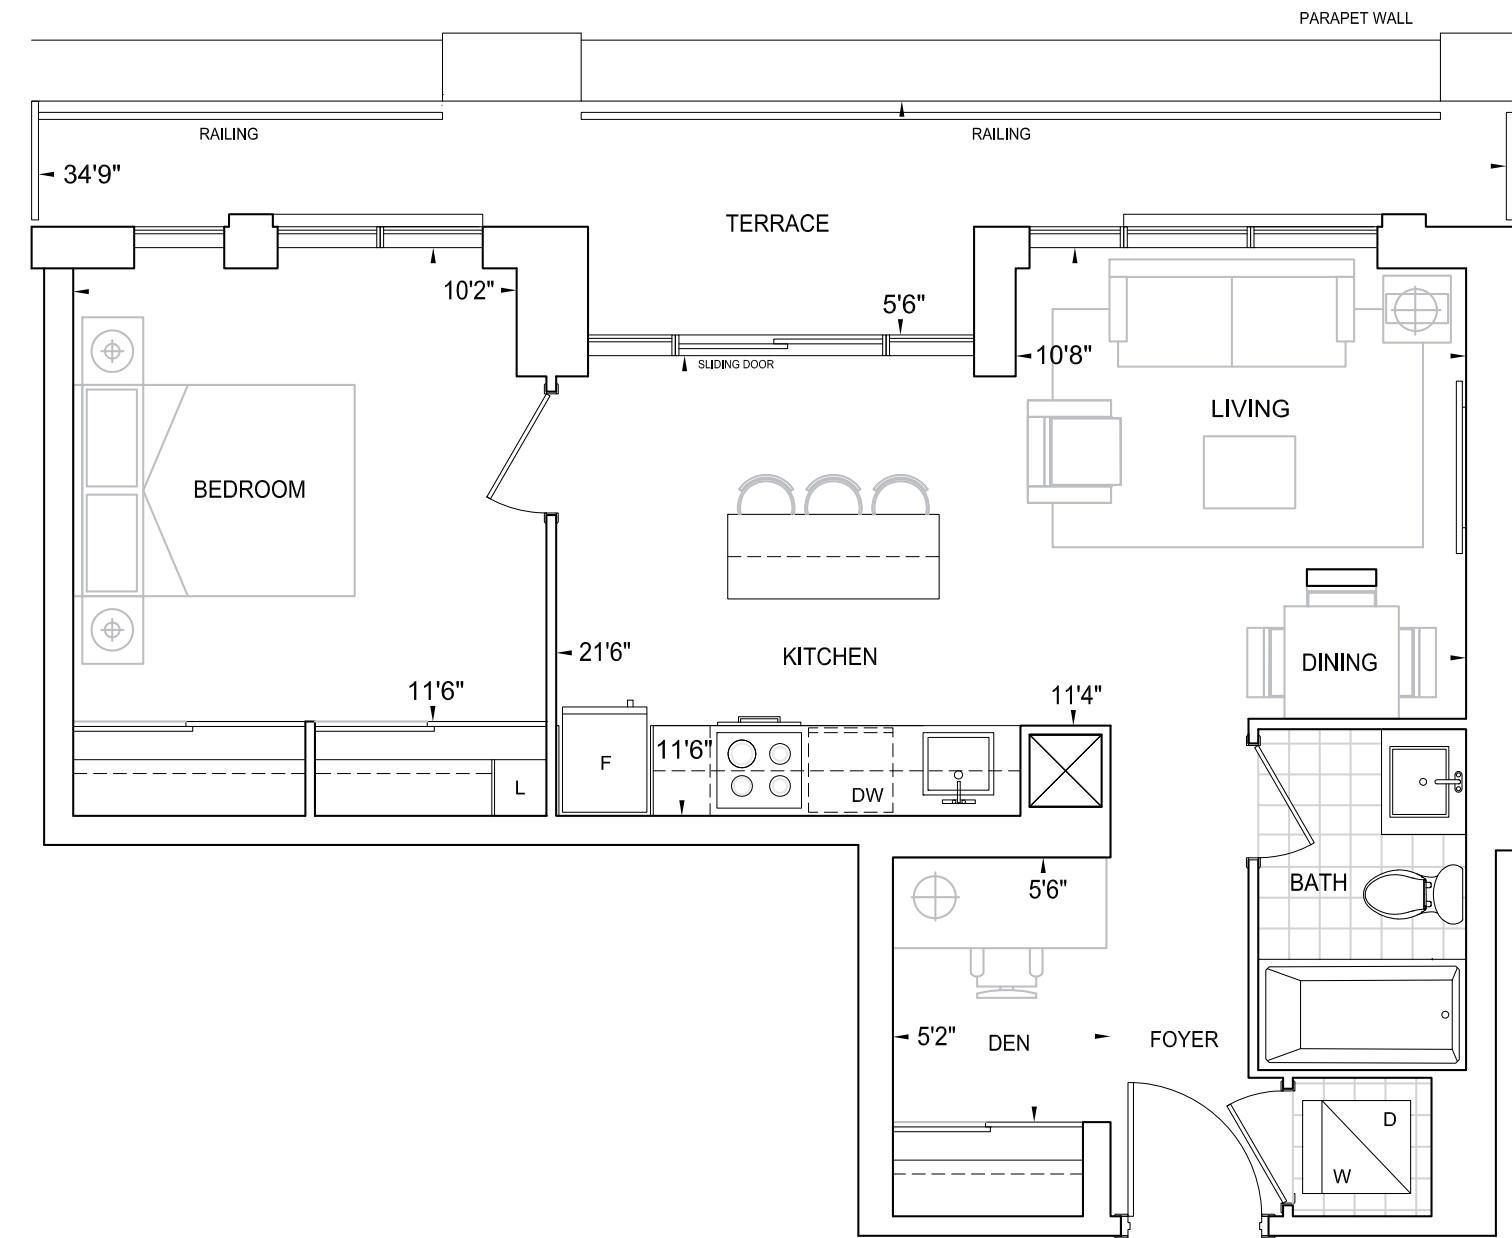 PARAPET WALL
RAILING
RAILING
34'9"
TERRACE
10'2"
5'6"
SLIDING DOOR
10'8"
LIVING
BEDROOM
21'6"
KITCHEN
DINING
11'6"
11'4"
11'6"
F
L
DW
BATH
5'6"
5'2"
DEN
FOYER
D
W